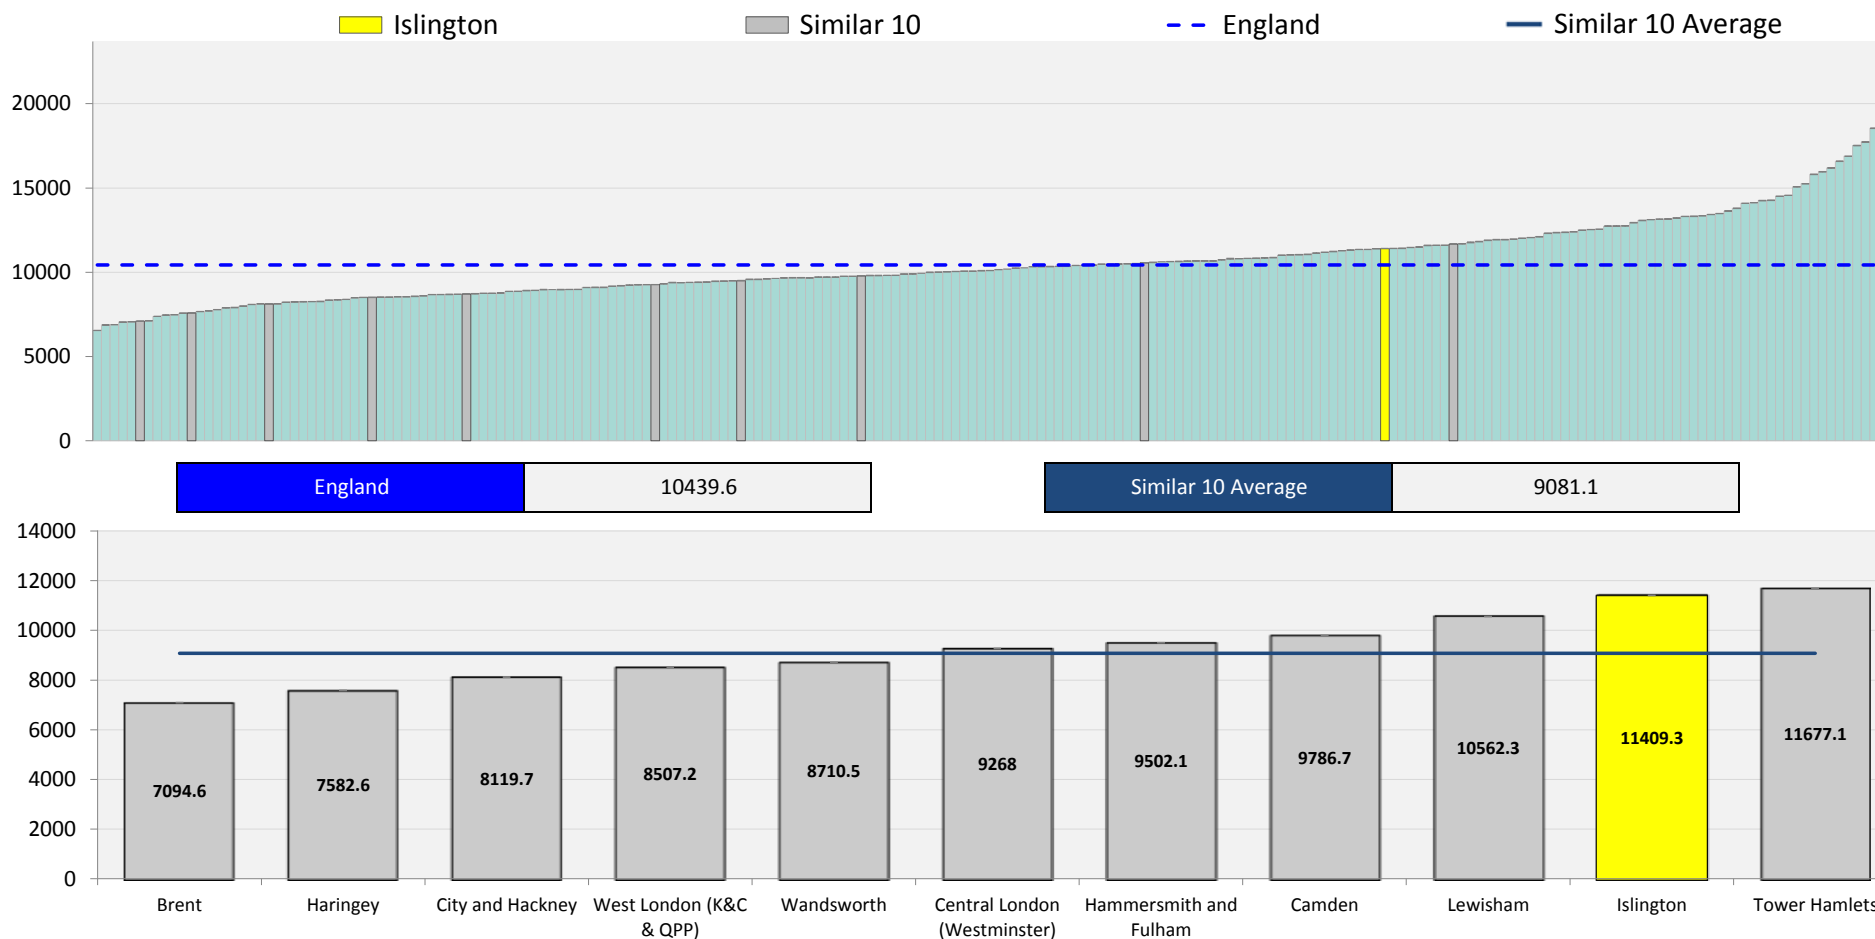 Islington
Similar 10
England
Similar 10 Average
20000
15000
10000
5000
0
England 10439.6
Similar 10 Average 9081.1
14000
12000
10000
8000
6000
4000
2000
0
7094.6
7582.6
8119.7
8507.2
8710.5
9268
9502.1
9786.7
10562.3
11409.3
11677.1
Brent
Haringey
City and Hackney
West London (K&C
& QPP)
Wandsworth
Central London
(Westminster)
Hammersmith and
Fulham
Camden
Lewisham
Islington
Tower Hamlets